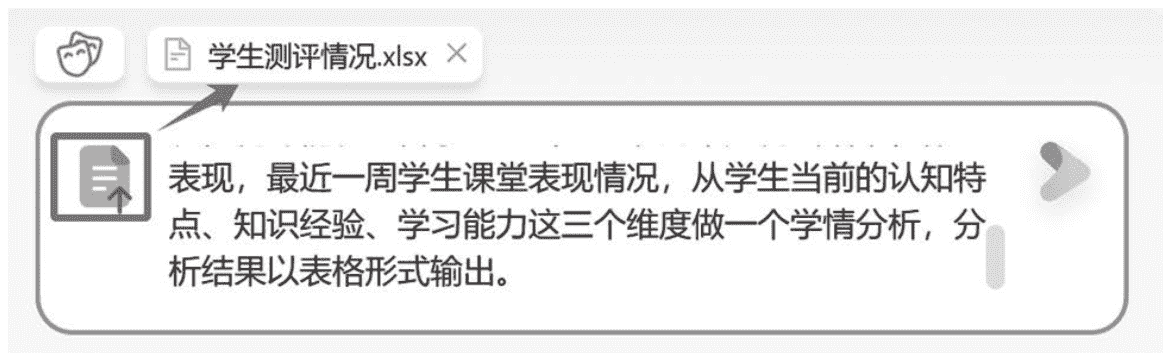 学生测评情况.xlsx
表现，最近一周学生课堂表现情况，从学生当前的认知特
点、知识经验、学习能力这三个维度做一个学情分析，分
析结果以表格形式输出。